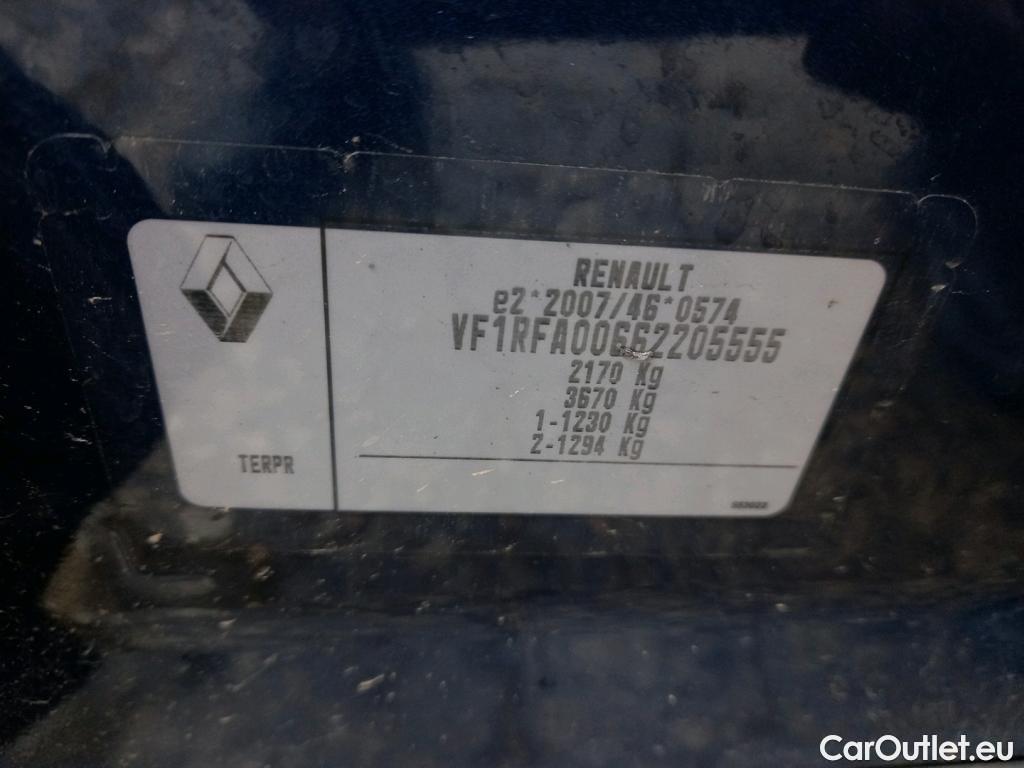 RENAULT
e2*2007/46*0574
VF1RFA00662205555
2170 Kg
3670 Kg
1-1230 Kg
2-1294 Kg
TERPR
CarOutlet.eu